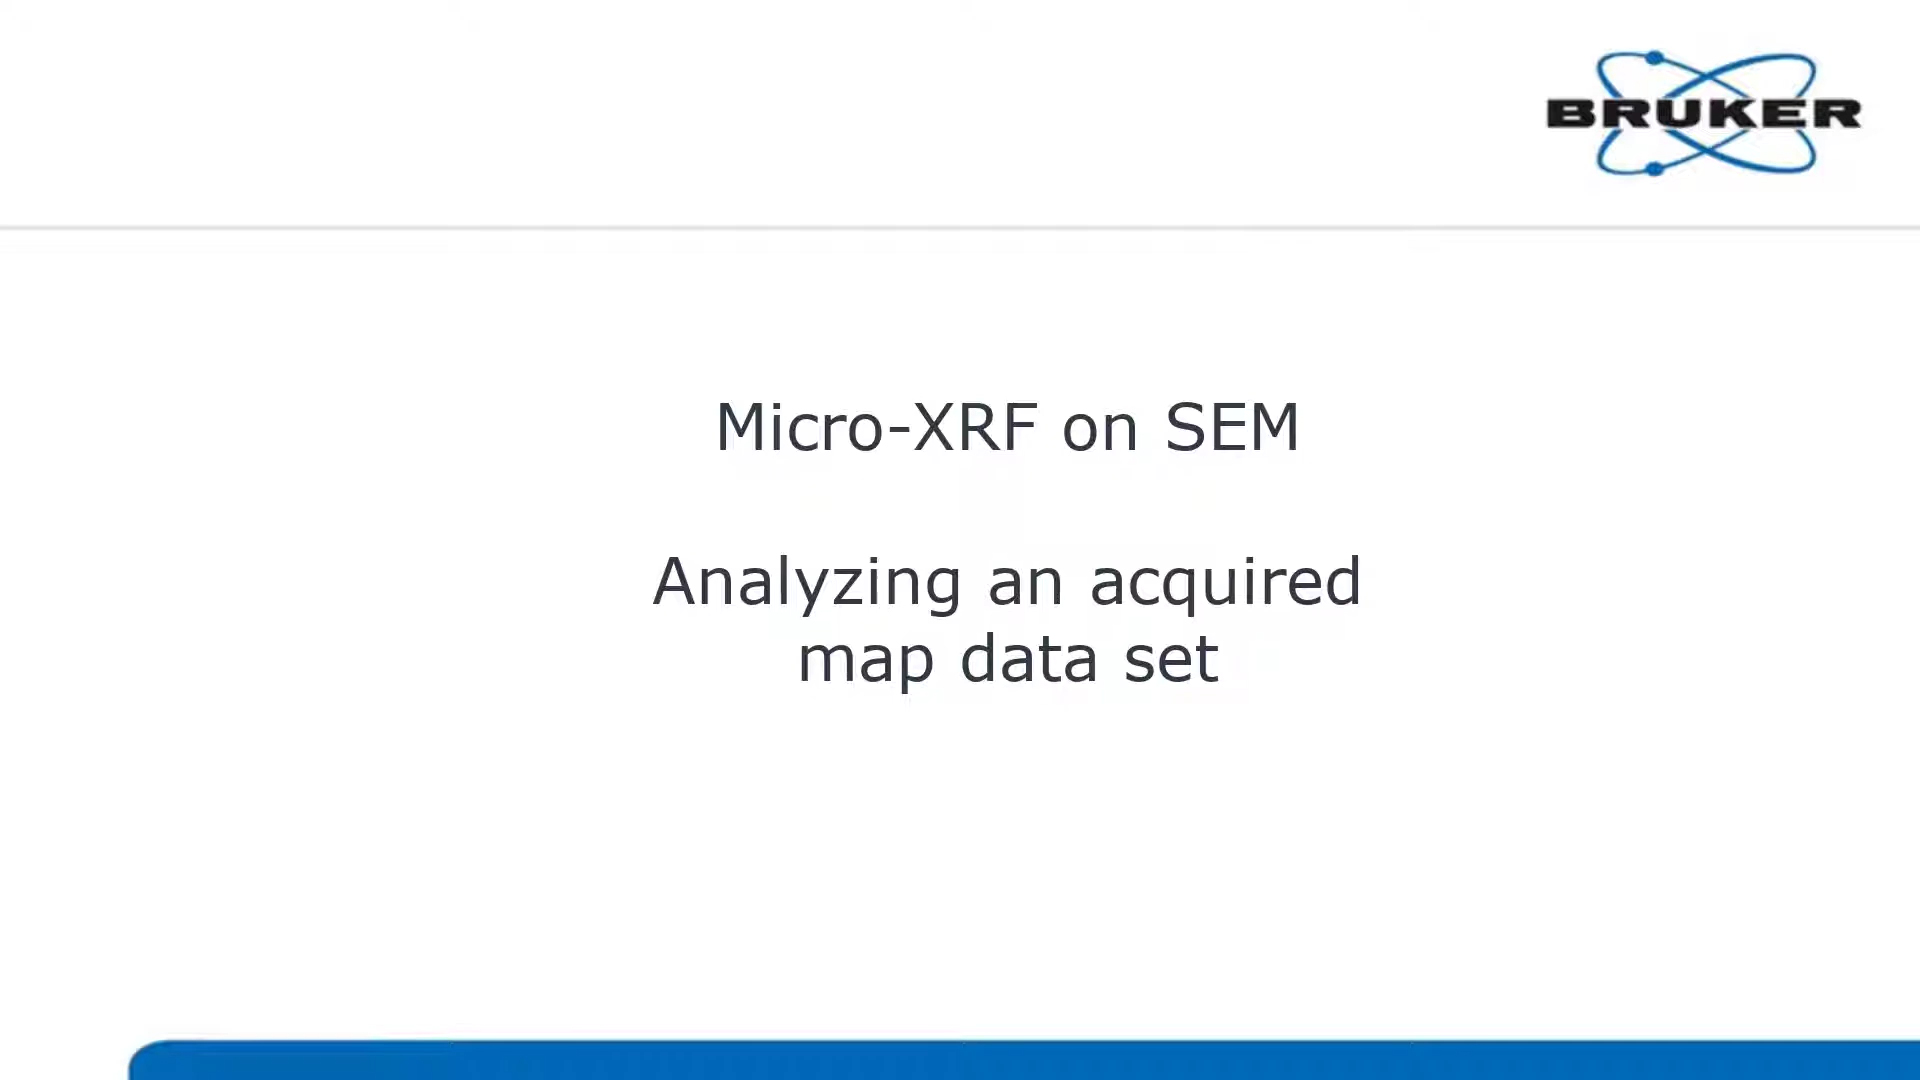 BRUKER
Micro-XRF on SEM
Analyzing an acquired
map data set